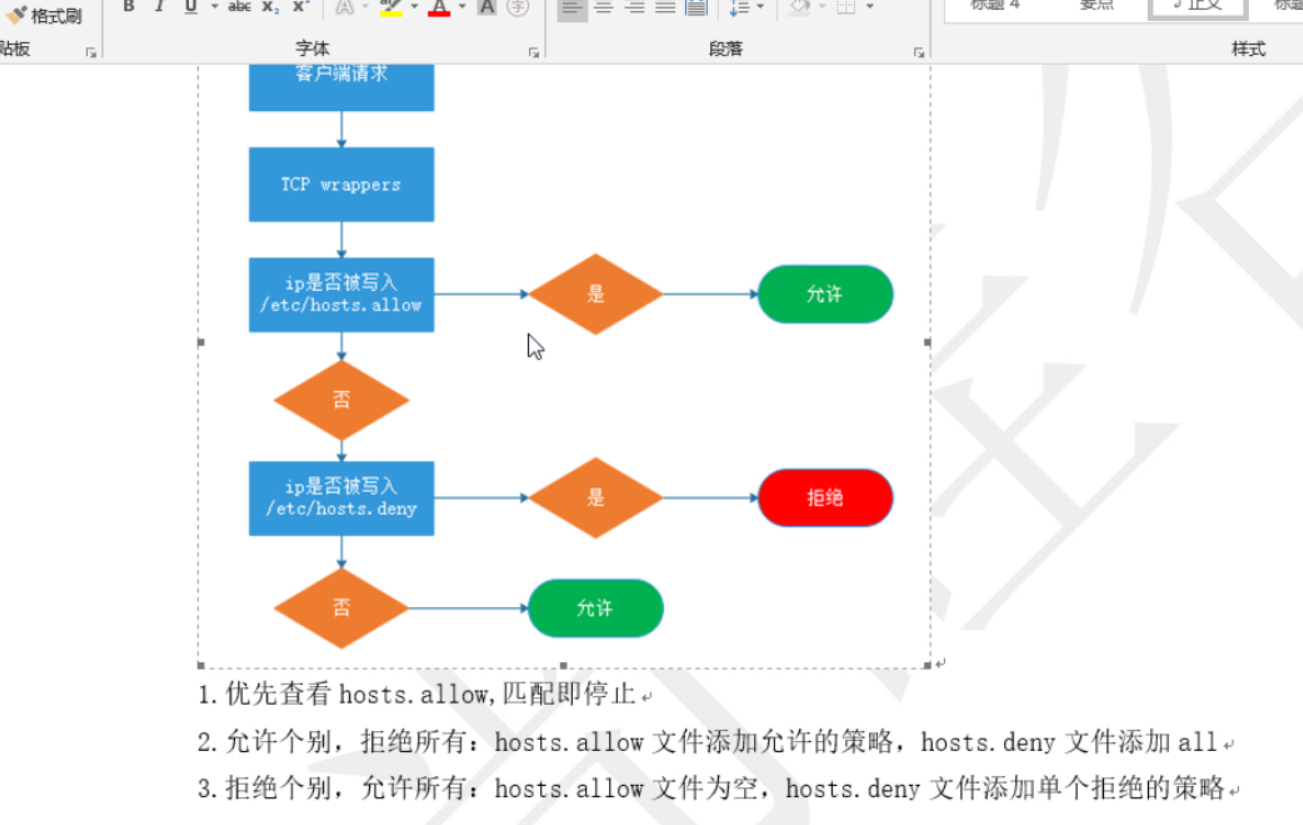 格式刷
B I U abc x₂ x² A A A 字
标题 4 要点 ↲ 正文 标题
贴板 字体 段落 样式
客户端请求
TCP wrappers
ip是否被写入
/etc/hosts.allow
是
允许
否
ip是否被写入
/etc/hosts.deny
是
拒绝
否
允许
1.优先查看 hosts.allow,匹配即停止
2.允许个别，拒绝所有：hosts.allow 文件添加允许的策略，hosts.deny 文件添加 all
3.拒绝个别，允许所有：hosts.allow 文件为空，hosts.deny 文件添加单个拒绝的策略